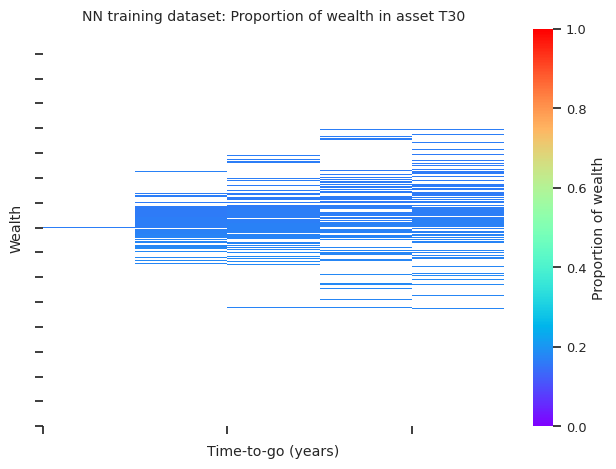 NN training dataset: Proportion of wealth in asset T30
Wealth
Time-to-go (years)
1.0
0.8
0.6
0.4
0.2
0.0
Proportion of wealth